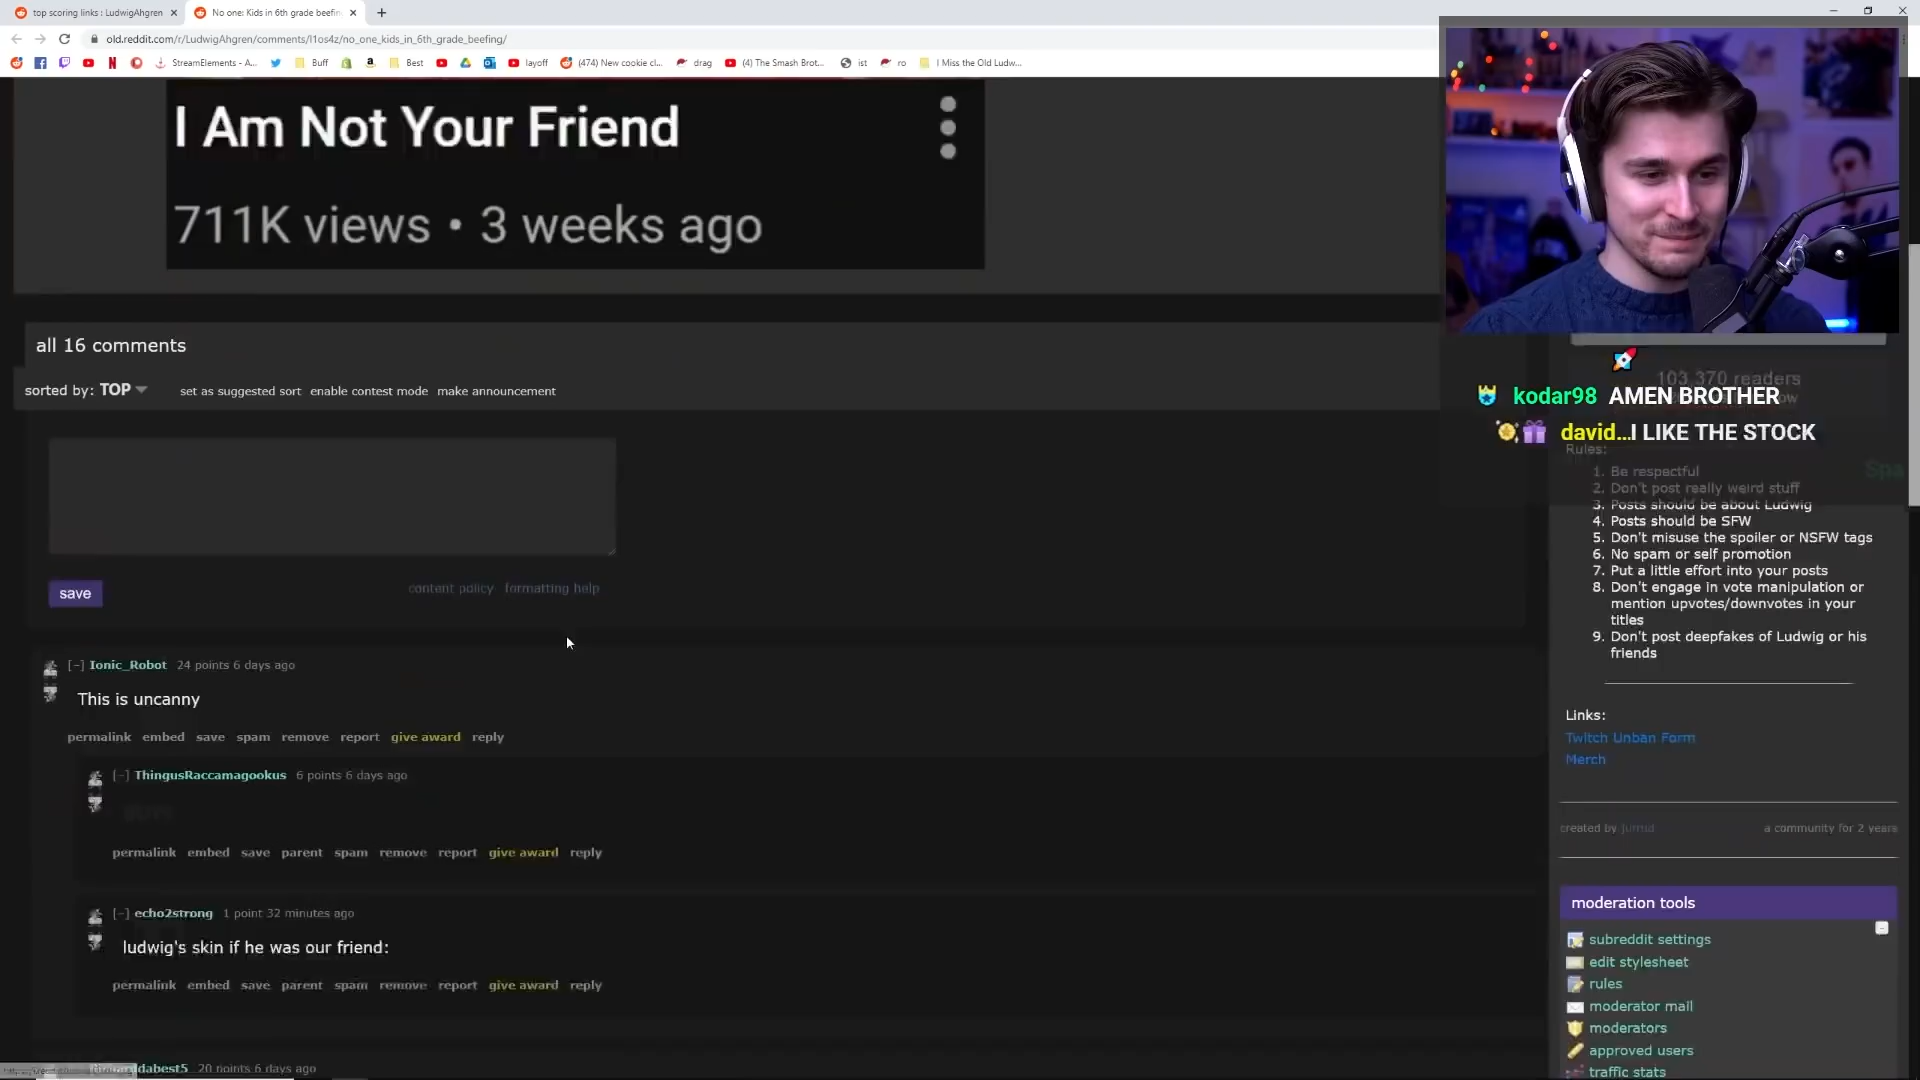 top scoring links : LudwigAhgren
No one: Kids in 6th grade beefin
old.reddit.com/r/LudwigAhgren/comments/l1os4z/no_one_kids_in_6th_grade_beefing/
StreamElements - A...
Buff
Best
layoff
(474) New cookie cl...
drag
(4) The Smash Brot...
ist
ro
I Miss the Old Ludw...
I Am Not Your Friend
711K views • 3 weeks ago
all 16 comments
sorted by: TOP
set as suggested sort enable contest mode make announcement
save
content policy formatting help
[–] Ionic_Robot 24 points 6 days ago
This is uncanny
permalink embed save spam remove report give award reply
[–] ThingusRaccamagookus 6 points 6 days ago
permalink embed save parent spam remove report give award reply
[–] echo2strong 1 point 32 minutes ago
ludwig's skin if he was our friend:
permalink embed save parent spam remove report give award reply
20 points 6 days ago
103,370 readers
kodar98 AMEN BROTHER
david...I LIKE THE STOCK
Rules:
1. Be respectful
2. Don't post really weird stuff
3. Posts should be about Ludwig
4. Posts should be SFW
5. Don't misuse the spoiler or NSFW tags
6. No spam or self promotion
7. Put a little effort into your posts
8. Don't engage in vote manipulation or
mention upvotes/downvotes in your
titles
9. Don't post deepfakes of Ludwig or his
friends
Links:
Twitch Unban Form
Merch
created by jurrud
a community for 2 years
moderation tools
subreddit settings
edit stylesheet
rules
moderator mail
moderators
approved users
traffic stats